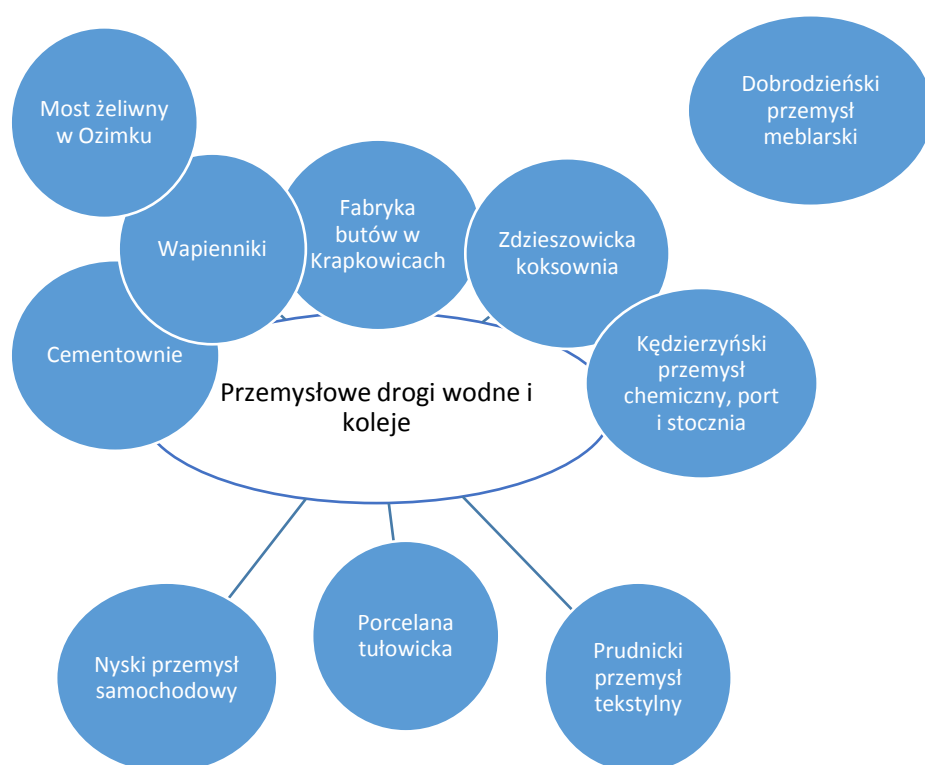 Most żeliwny
w Ozimku
Dobrodzieński
przemysł
meblarski
Wapienniki
Fabryka
butów w
Krapkowicach
Zdzieszowicka
koksownia
Cementownie
Przemysłowe drogi wodne i
koleje
Kędzierzyński
przemysł
chemiczny, port
i stocznia
Nyski przemysł
samochodowy
Porcelana
tułowicka
Prudnicki
przemysł
tekstylny